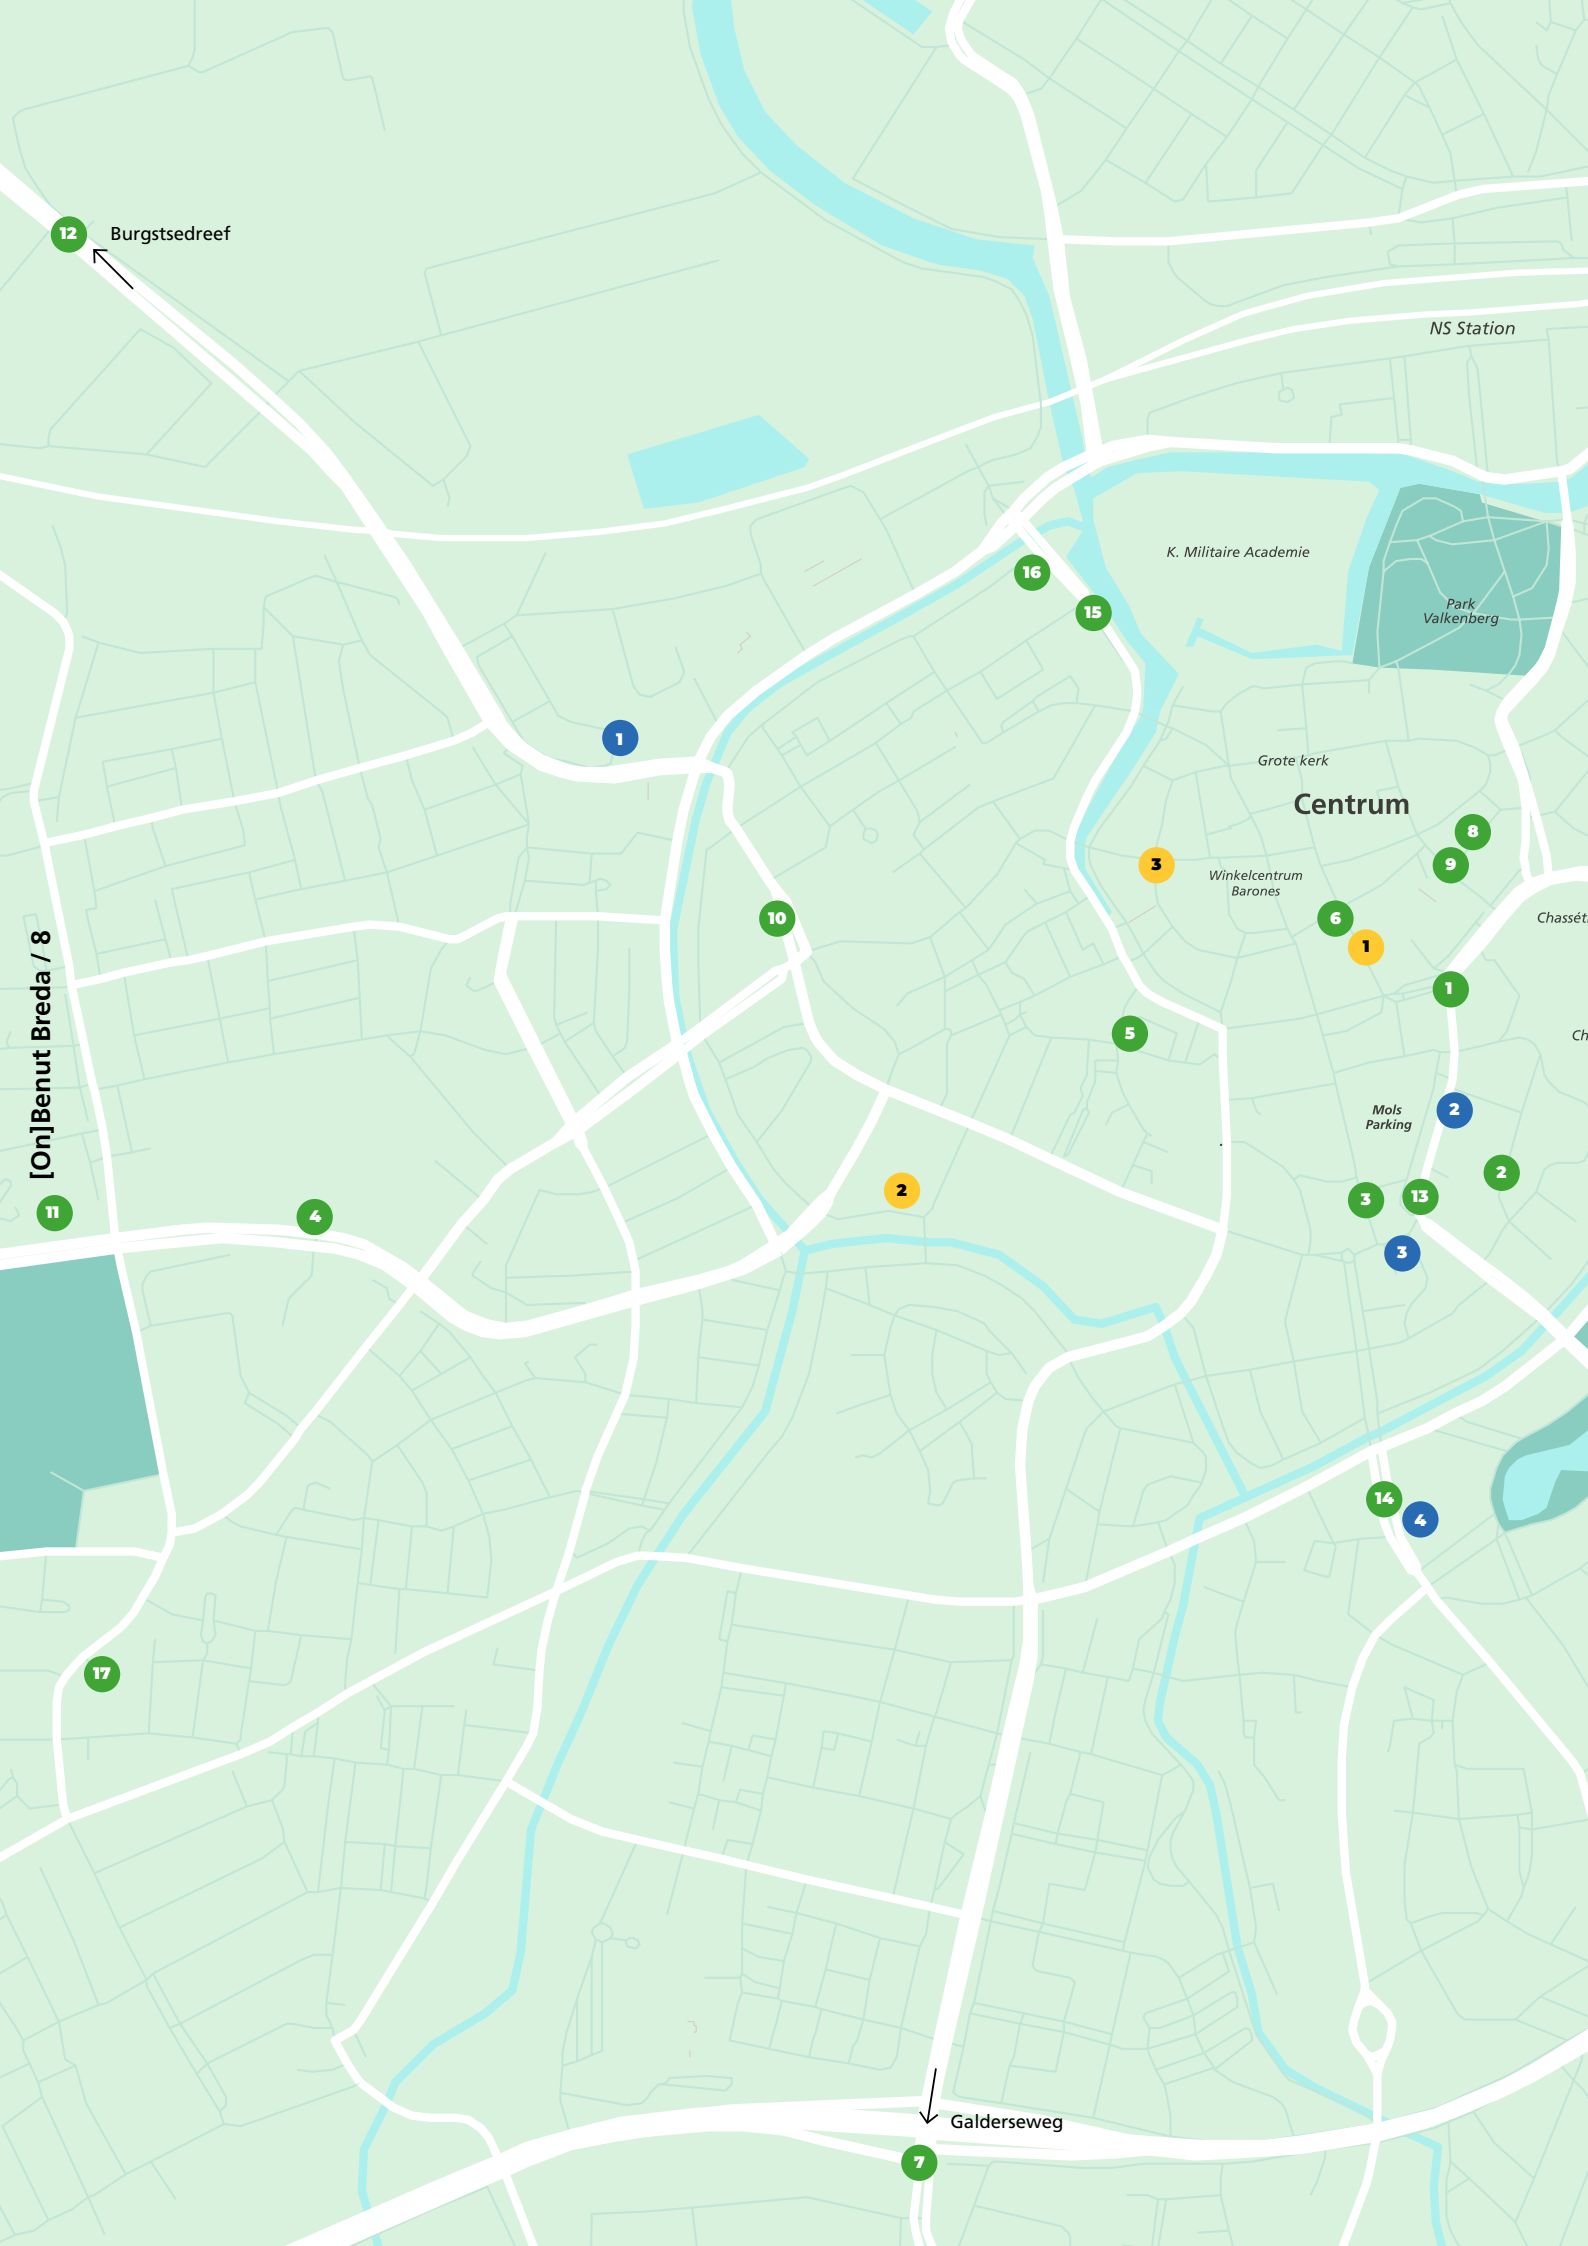 12
Burgstsedreef
NS Station
K. Militaire Academie
16
15
Park
Valkenberg
1
Grote kerk
Centrum
8
3
9
Winkelcentrum
Barones
10
6
Chassét
1
1
5
Ch
[On]Benut Breda / 8
Mols
Parking
2
2
2
3
13
11
4
3
14
4
17
Galderseweg
7